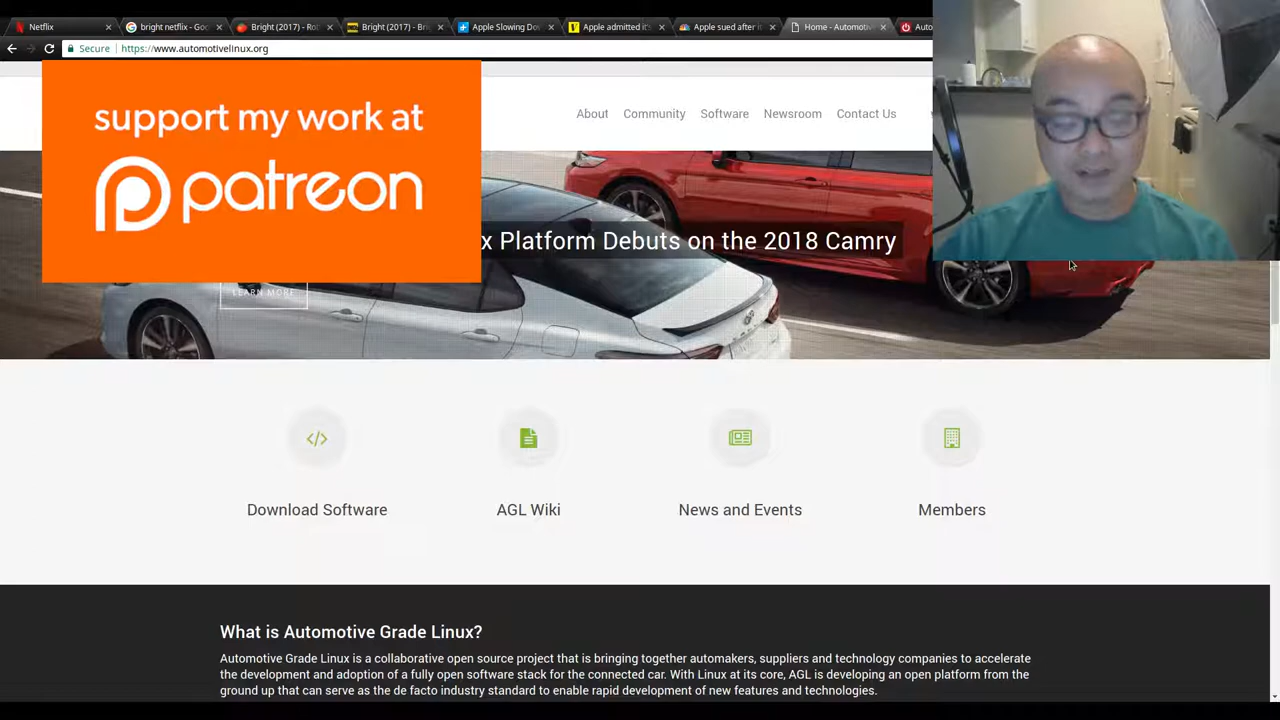 Netflix
bright netflix - Goo
Bright (2017) - Ro
Bright (2017) - Br
Apple Slowing Do
Apple admitted it's
Apple sued after it
Home - Automotiv
Auto
Secure
https://www.automotivelinux.org
support my work at
patreon
About
Community
Software
Newsroom
Contact Us
x Platform Debuts on the 2018 Camry
LEARN MORE
Download Software
AGL Wiki
News and Events
Members
What is Automotive Grade Linux?
Automotive Grade Linux is a collaborative open source project that is bringing together automakers, suppliers and technology companies to accelerate
the development and adoption of a fully open software stack for the connected car. With Linux at its core, AGL is developing an open platform from the
ground up that can serve as the de facto industry standard to enable rapid development of new features and technologies.